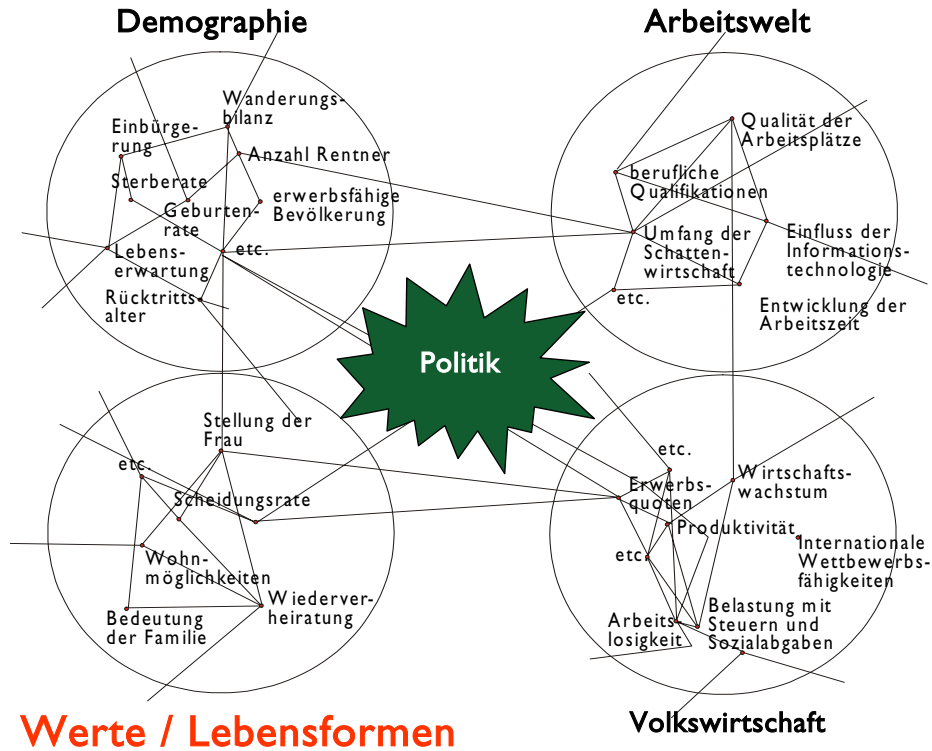 Demographie
Wanderungs-
bilanz
Einbürge-
rung
Anzahl Rentner
Sterberate
erwerbsfähige
Bevölkerung
Geburten-
rate
Lebens-
erwartung
etc.
Rücktritts
alter
Arbeitswelt
Qualität der
Arbeitsplätze
berufliche
Qualifikationen
Umfang der
Schatten-
wirtschaft
Einfluss der
Informations-
technologie
etc.
Entwicklung der
Arbeitszeit
Politik
Stellung der
Frau
etc.
Scheidungsrate
Wohn-
möglichkeiten
Wiederver-
heiratung
Bedeutung
der Familie
Werte / Lebensformen
etc.
Erwerbs-
quoten
Wirtschafts-
wachstum
Produktivität
Internationale
Wettbewerbs-
fähigkeiten
etc.
Arbeits
losigkeit
Belastung mit
Steuern und
Sozialabgaben
Volkswirtschaft